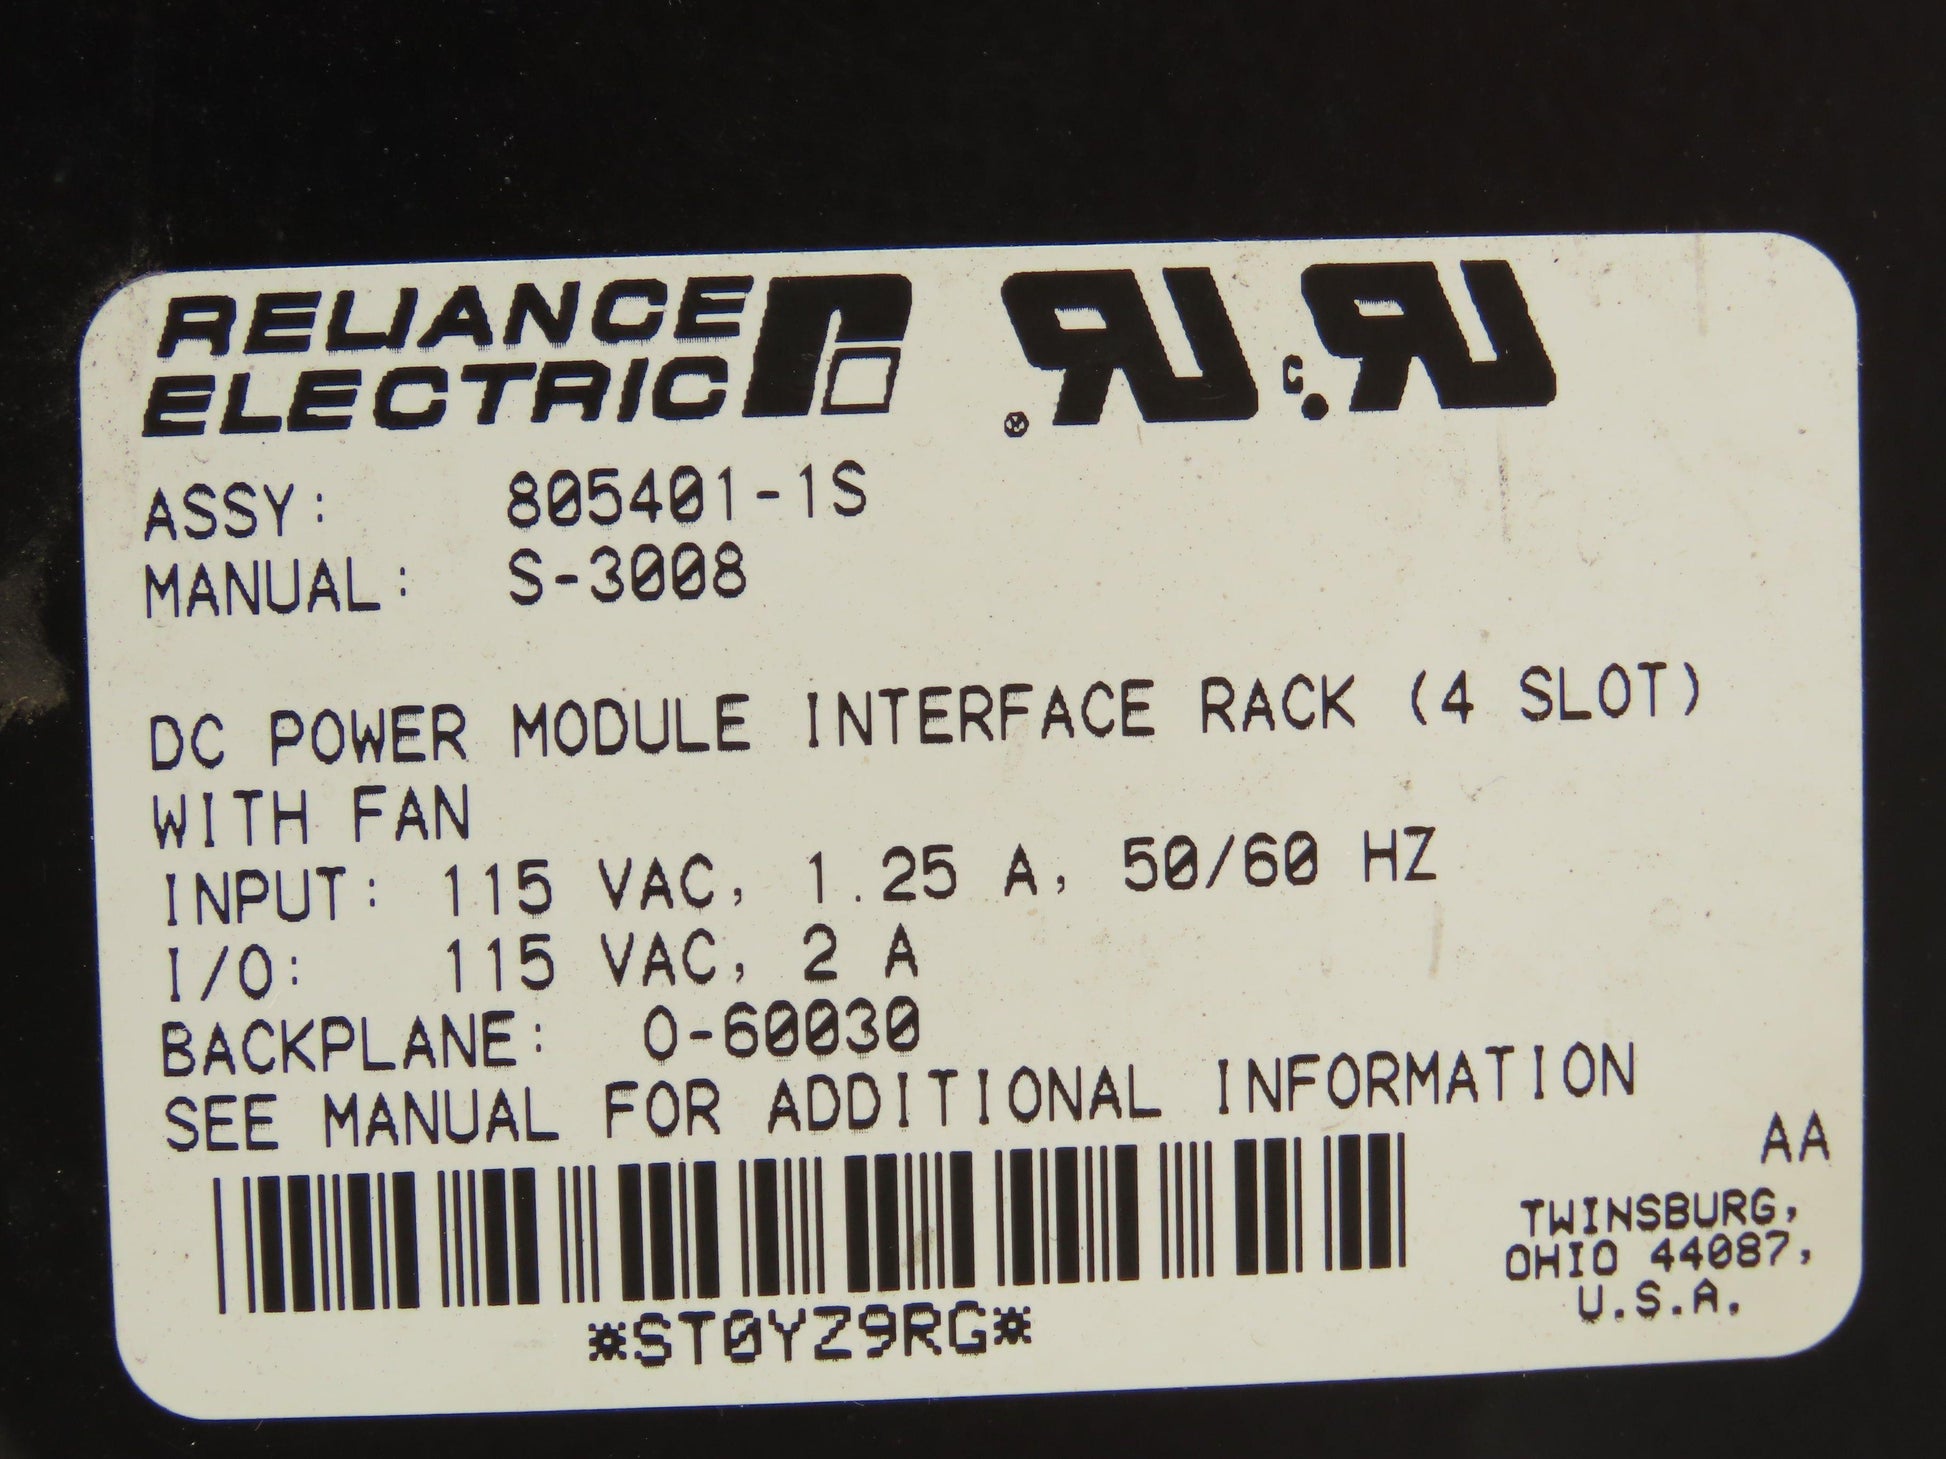 RELIANCE
ELECTRIC
ASSY: 805401-1S
MANUAL: S-3008
DC POWER MODULE INTERFACE RACK (4 SLOT)
WITH FAN
INPUT: 115 VAC, 1.25 A, 50/60 HZ
I/O: 115 VAC, 2 A
BACKPLANE: O-60030
SEE MANUAL FOR ADDITIONAL INFORMATION
AA
TWINSBURG,
OHIO 44087,
U.S.A.
*ST0YZ9RG*